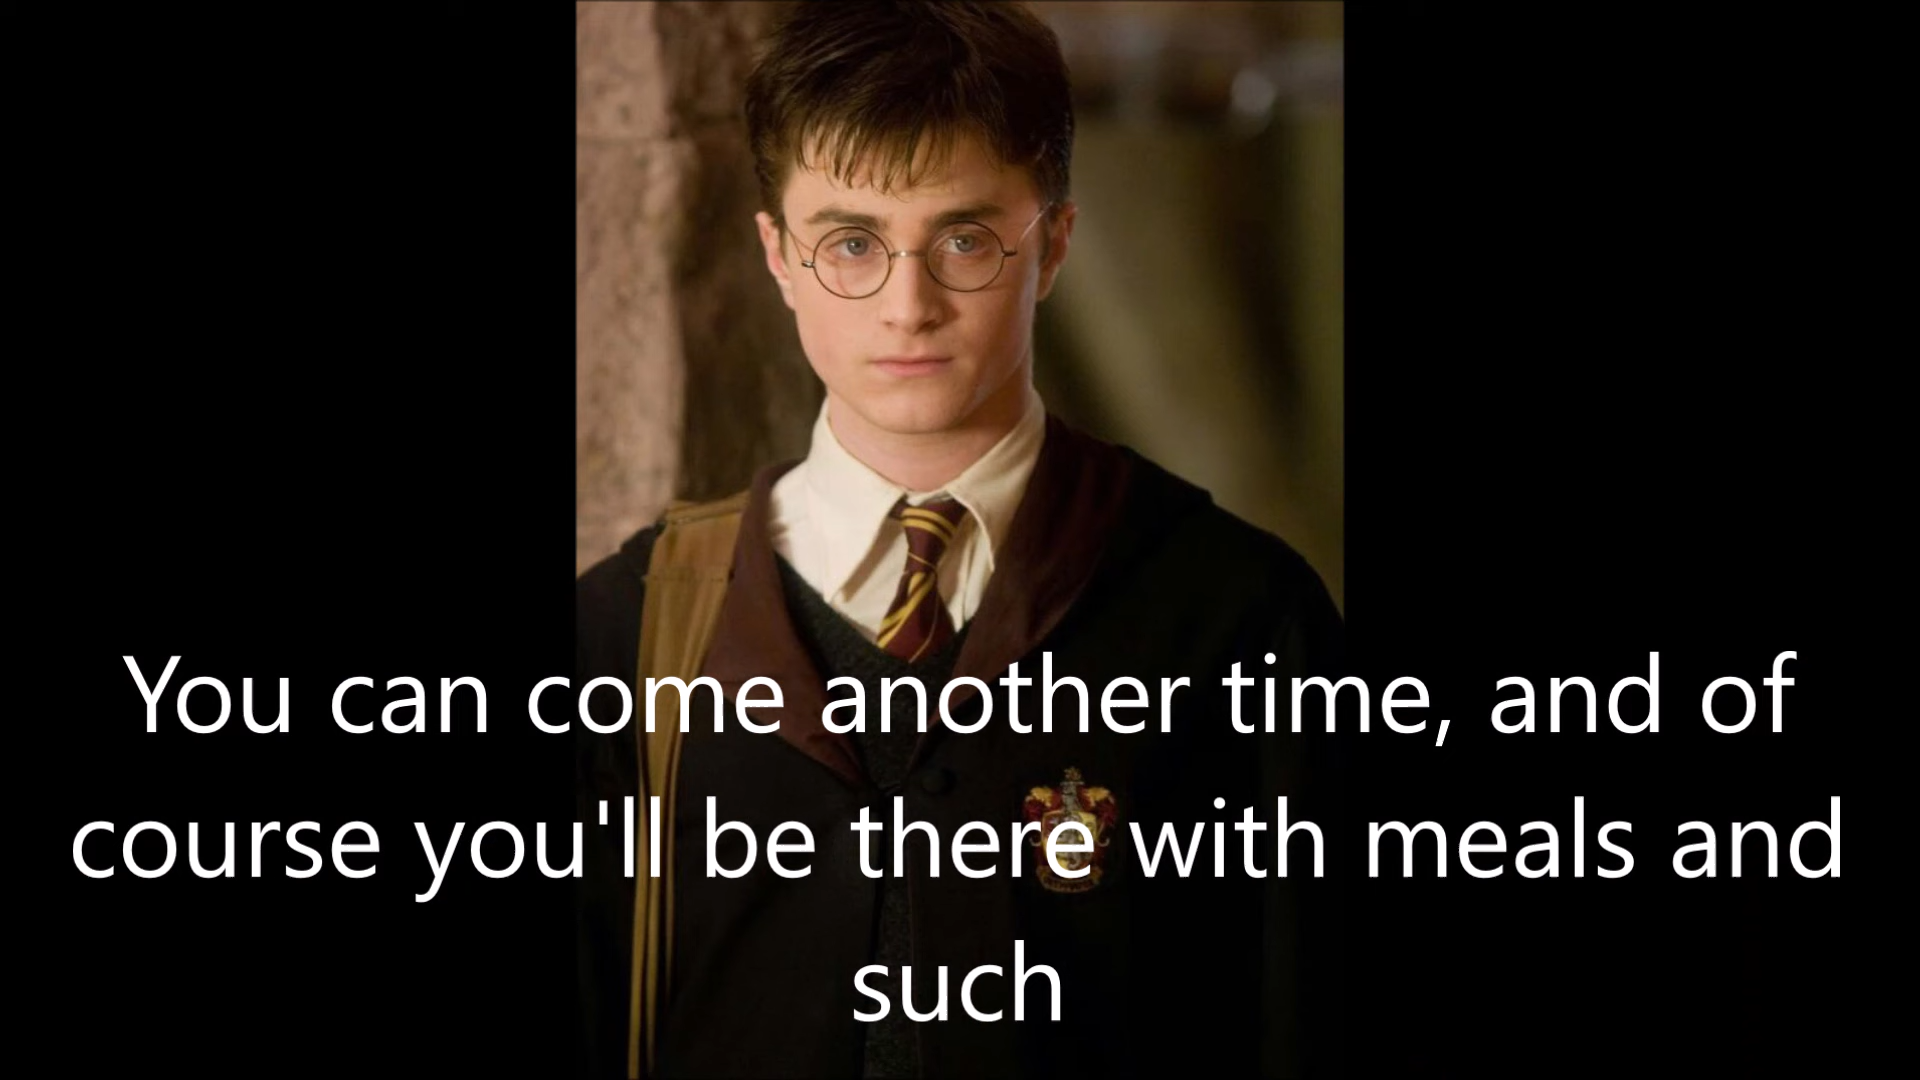 You can come another time, and of
course you'll be there with meals and
such